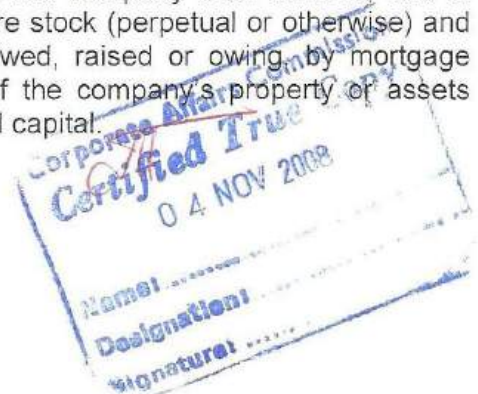 re stock (perpetual or otherwise) and
wed, raised or owing, by mortgage
f the company's property or assets
l capital.
Corporate Affairs Commission
Certified True Copy
04 NOV 2008
Name: ............
Designation: ............
Signature: ......